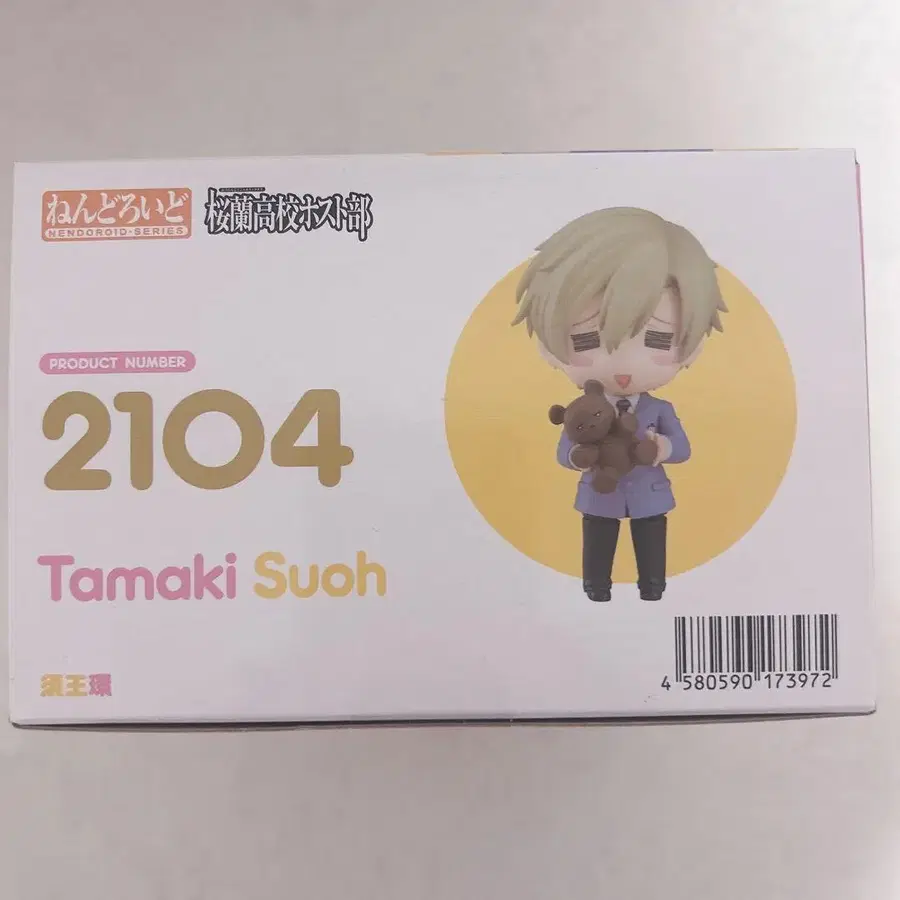 ねんどろいど
NENDOROID·SERIES
桜蘭高校ホスト部
PRODUCT NUMBER
2104
Tamaki Suoh
須王環
4 580590 173972